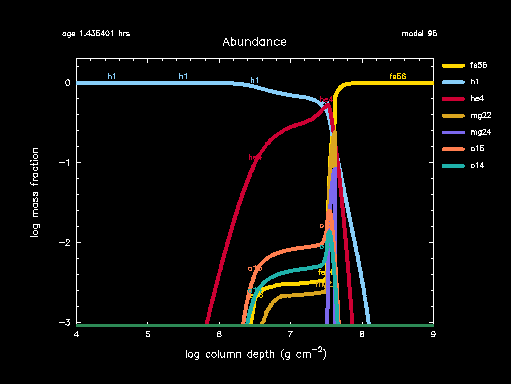 age 1.435401 hrs
model 95
Abundance
fe56
h1
he4
mg22
mg24
o15
o14
h1
h1
h1
fe56
0
−1
−2
−3
4
5
6
7
8
9
log mass fraction
log column depth (g cm−2)